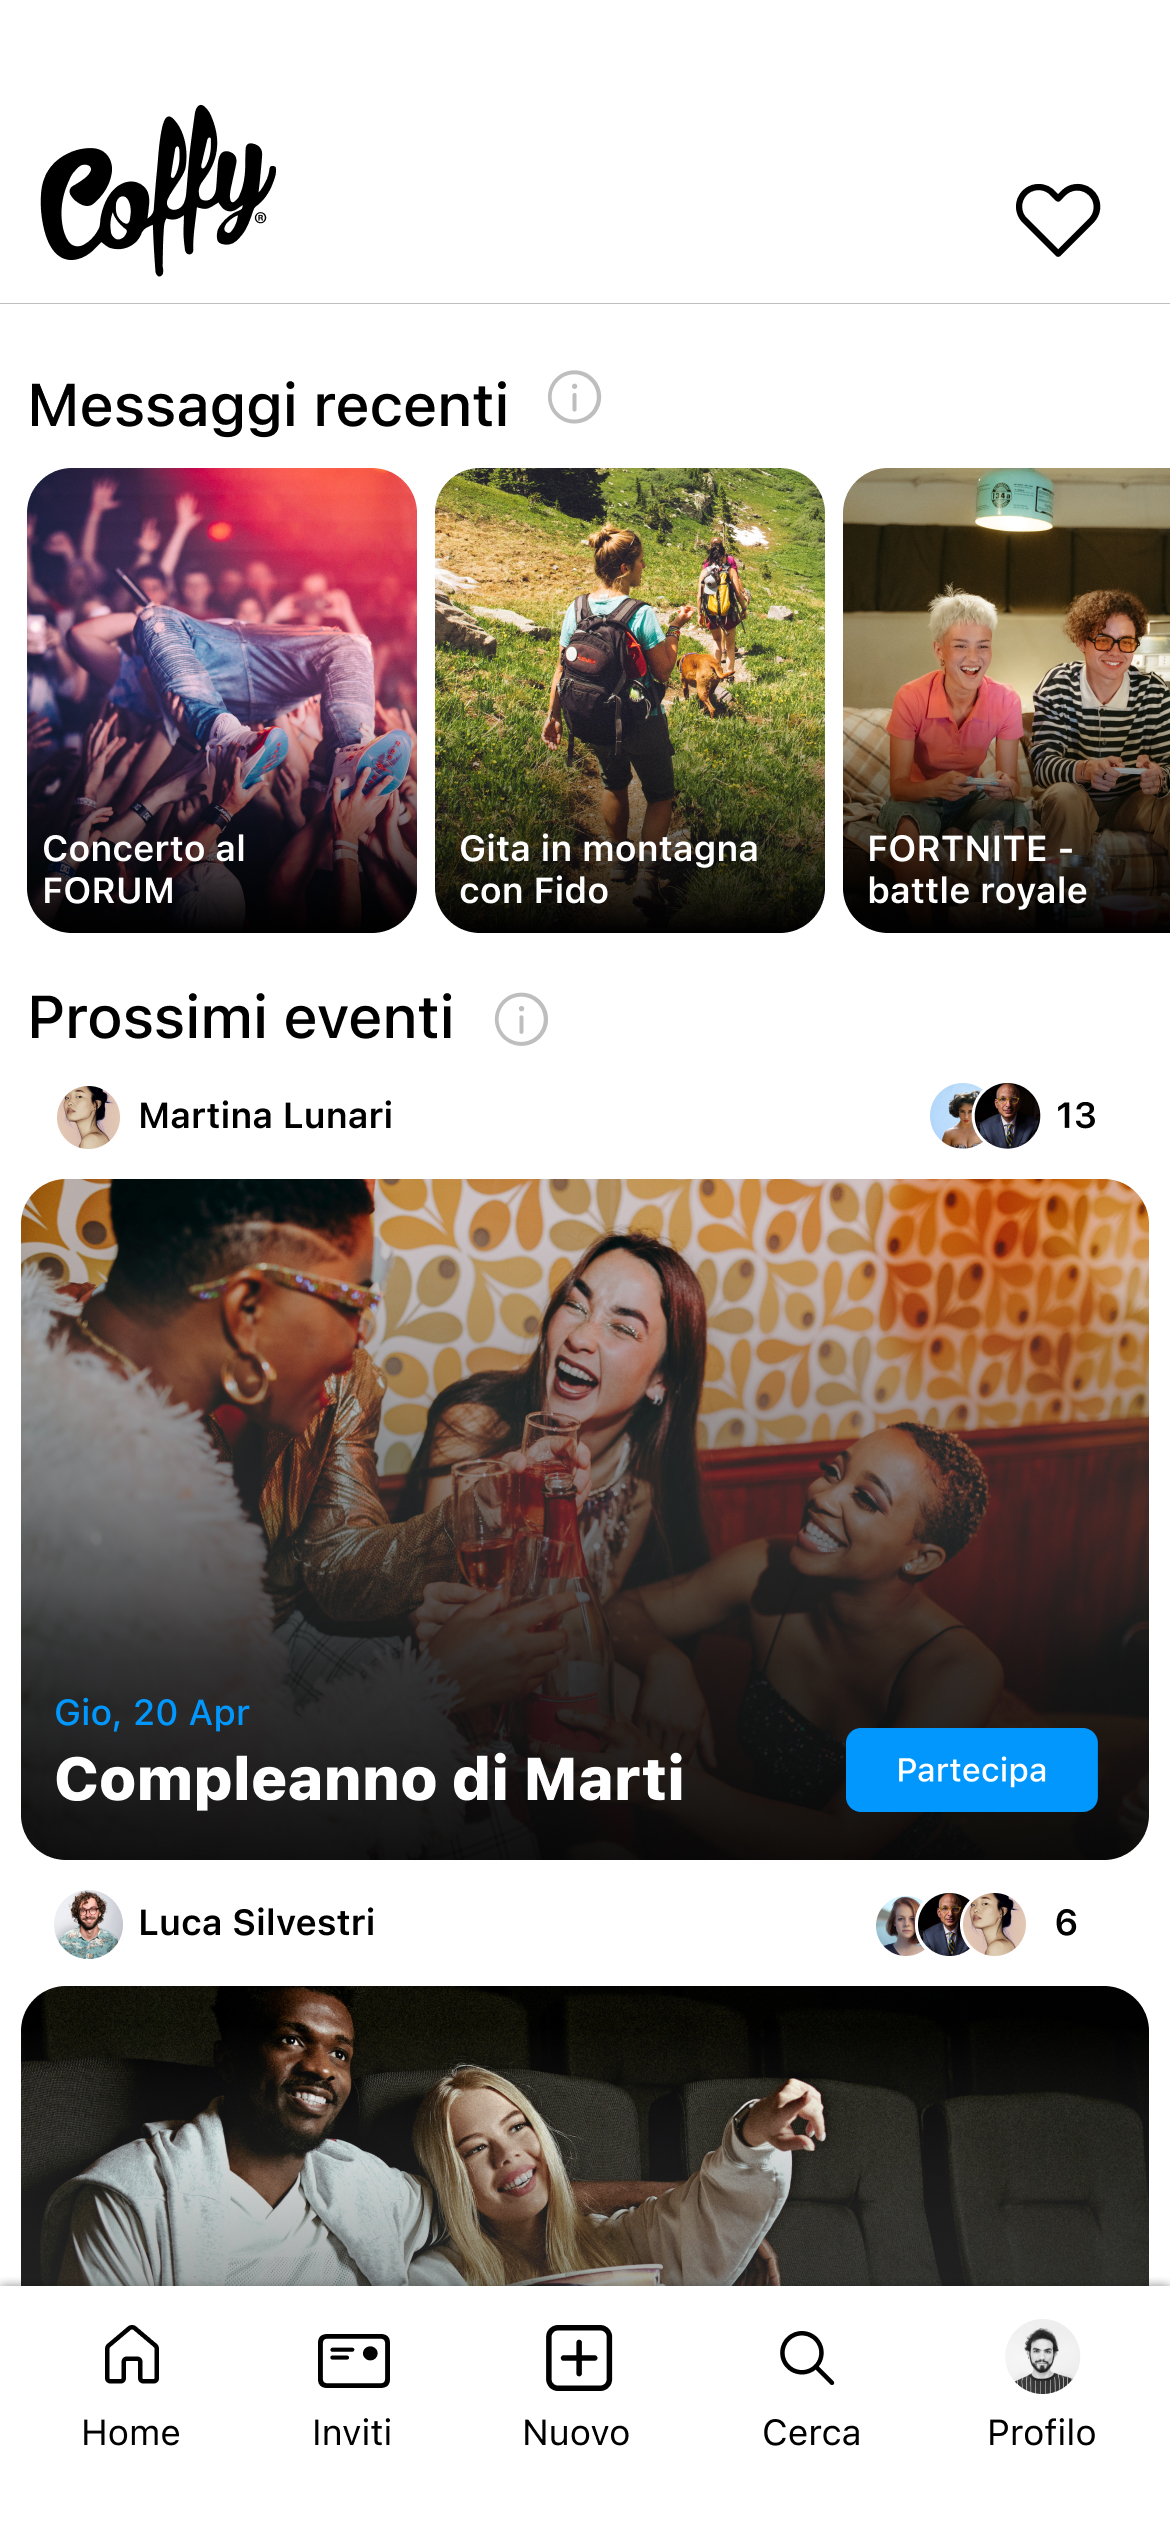 Coffy®
Messaggi recenti
Concerto al
FORUM
Gita in montagna
con Fido
FORTNITE -
battle royale
Prossimi eventi
Martina Lunari
13
Gio, 20 Apr
Compleanno di Marti
Partecipa
Luca Silvestri
6
Home
Inviti
Nuovo
Cerca
Profilo